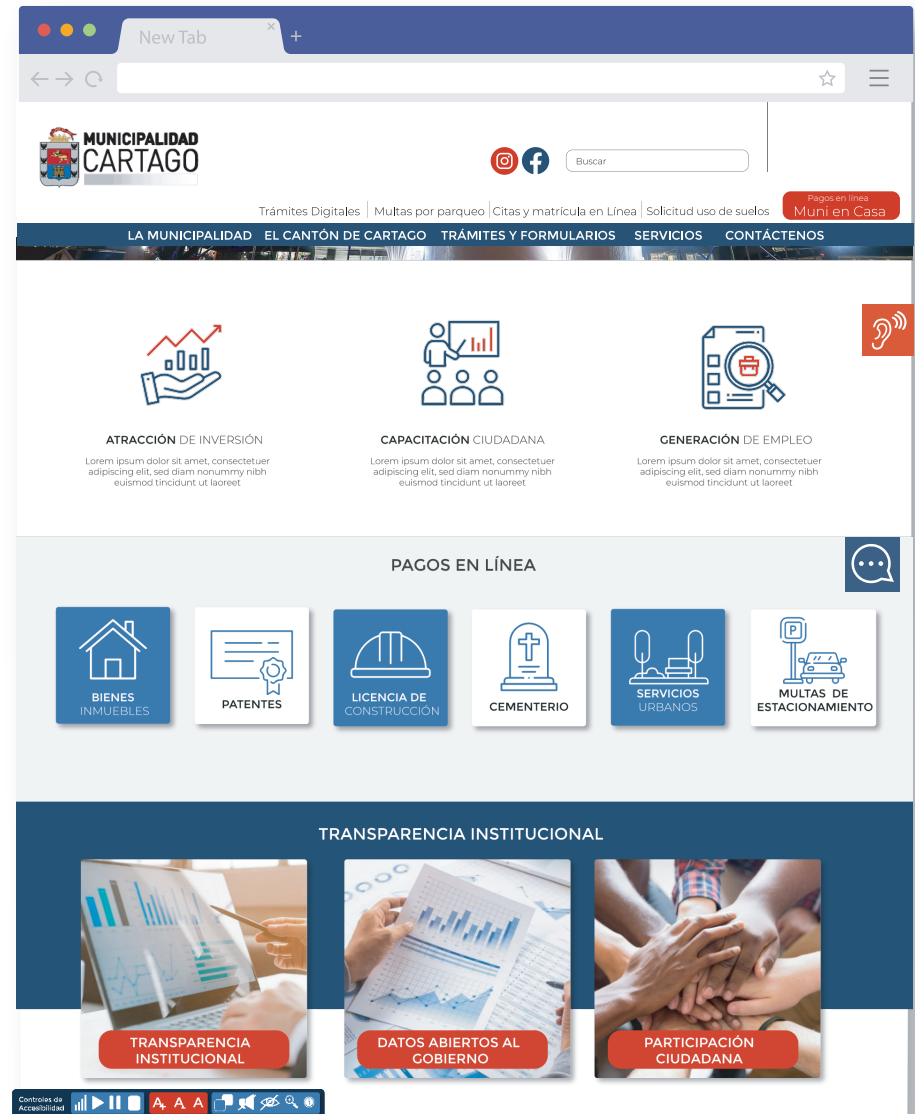 New Tab
MUNICIPALIDAD
CARTAGO
Buscar
Trámites Digitales
Multas por parqueo
Citas y matrícula en Línea
Solicitud uso de suelos
Pagos en línea
Muni en Casa
LA MUNICIPALIDAD
EL CANTÓN DE CARTAGO
TRÁMITES Y FORMULARIOS
SERVICIOS
CONTÁCTENOS
ATRACCIÓN DE INVERSIÓN
Lorem ipsum dolor sit amet, consectetuer
adipiscing elit, sed diam nonummy nibh
euismod tincidunt ut laoreet
CAPACITACIÓN CIUDADANA
Lorem ipsum dolor sit amet, consectetuer
adipiscing elit, sed diam nonummy nibh
euismod tincidunt ut laoreet
GENERACIÓN DE EMPLEO
Lorem ipsum dolor sit amet, consectetuer
adipiscing elit, sed diam nonummy nibh
euismod tincidunt ut laoreet
PAGOS EN LÍNEA
BIENES
INMUEBLES
PATENTES
LICENCIA DE
CONSTRUCCIÓN
CEMENTERIO
SERVICIOS
URBANOS
P
MULTAS DE
ESTACIONAMIENTO
TRANSPARENCIA INSTITUCIONAL
TRANSPARENCIA
INSTITUCIONAL
DATOS ABIERTOS AL
GOBIERNO
PARTICIPACIÓN
CIUDADANA
Controles de
Accesibilidad
A+ A A